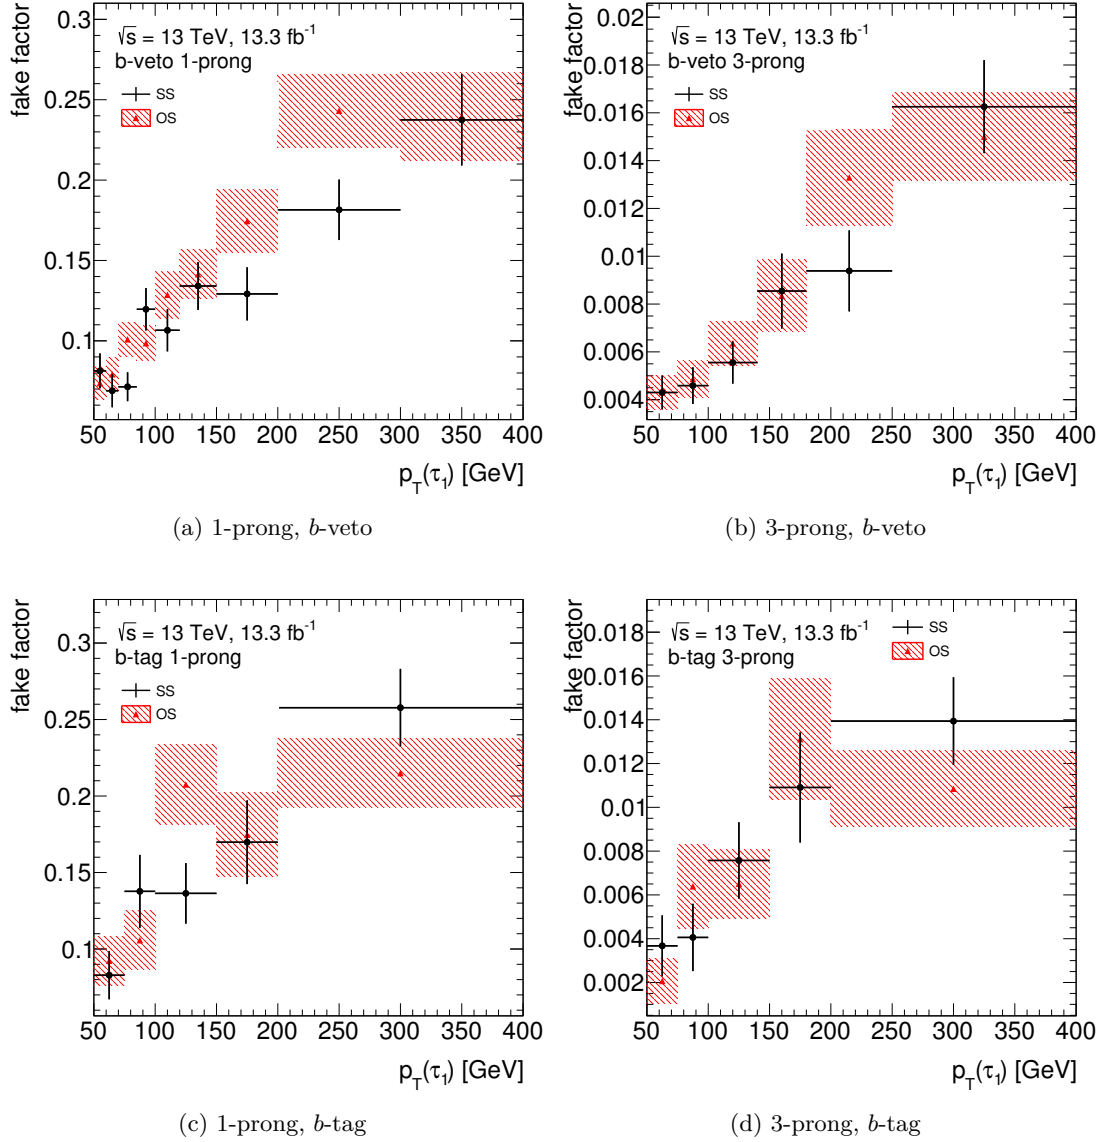 fake factor
√s = 13 TeV, 13.3 fb⁻¹
b-veto 1-prong
SS
OS
0.3
0.25
0.2
0.15
0.1
50 100 150 200 250 300 350 400
p_T(τ₁) [GeV]
(a) 1-prong, b-veto
fake factor
√s = 13 TeV, 13.3 fb⁻¹
b-veto 3-prong
SS
OS
0.02
0.018
0.016
0.014
0.012
0.01
0.008
0.006
0.004
50 100 150 200 250 300 350 400
p_T(τ₁) [GeV]
(b) 3-prong, b-veto
fake factor
√s = 13 TeV, 13.3 fb⁻¹
b-tag 1-prong
SS
OS
0.3
0.25
0.2
0.15
0.1
50 100 150 200 250 300 350 400
p_T(τ₁) [GeV]
(c) 1-prong, b-tag
fake factor
√s = 13 TeV, 13.3 fb⁻¹
b-tag 3-prong
SS
OS
0.018
0.016
0.014
0.012
0.01
0.008
0.006
0.004
0.002
50 100 150 200 250 300 350 400
p_T(τ₁) [GeV]
(d) 3-prong, b-tag